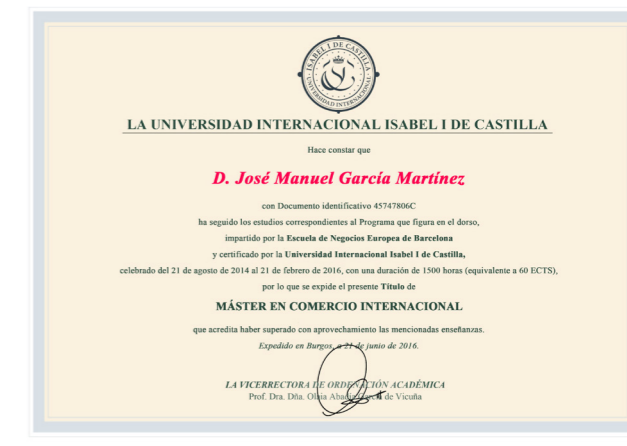 ISABEL I DE CASTILLA
UNIVERSIDAD INTERNACIONAL
LA UNIVERSIDAD INTERNACIONAL ISABEL I DE CASTILLA
Hace constar que
D. José Manuel García Martínez
con Documento identificativo 45747806C
ha seguido los estudios correspondientes al Programa que figura en el dorso,
impartido por la Escuela de Negocios Europea de Barcelona
y certificado por la Universidad Internacional Isabel I de Castilla,
celebrado del 21 de agosto de 2014 al 21 de febrero de 2016, con una duración de 1500 horas (equivalente a 60 ECTS),
por lo que se expide el presente Título de
MÁSTER EN COMERCIO INTERNACIONAL
que acredita haber superado con aprovechamiento las mencionadas enseñanzas.
Expedido en Burgos, a 21 de junio de 2016.
LA VICERRECTORA DE ORDENACIÓN ACADÉMICA
Prof. Dra. Dña. de Vicuña